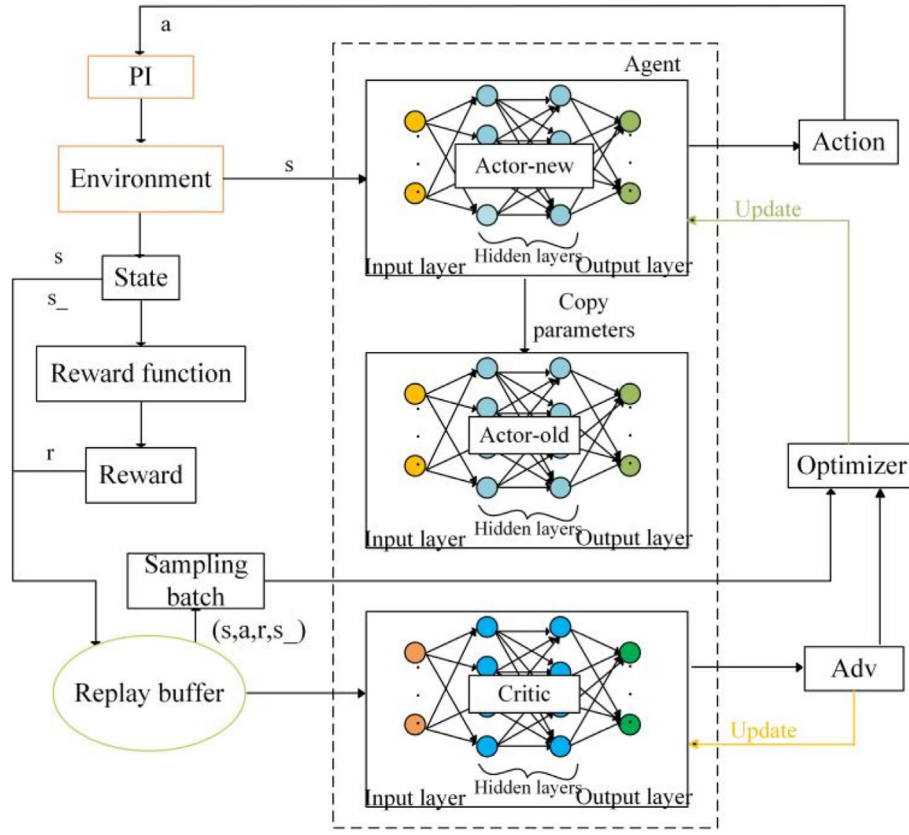 a
PI
Agent
Actor-new
Action
Environment
s
Update
s
State
s_
Hidden layers
Input layer
Output layer
Copy
parameters
Reward function
Actor-old
r
Reward
Optimizer
Hidden layers
Input layer
Output layer
Sampling
batch
(s,a,r,s_)
Replay buffer
Critic
Adv
Update
Hidden layers
Input layer
Output layer